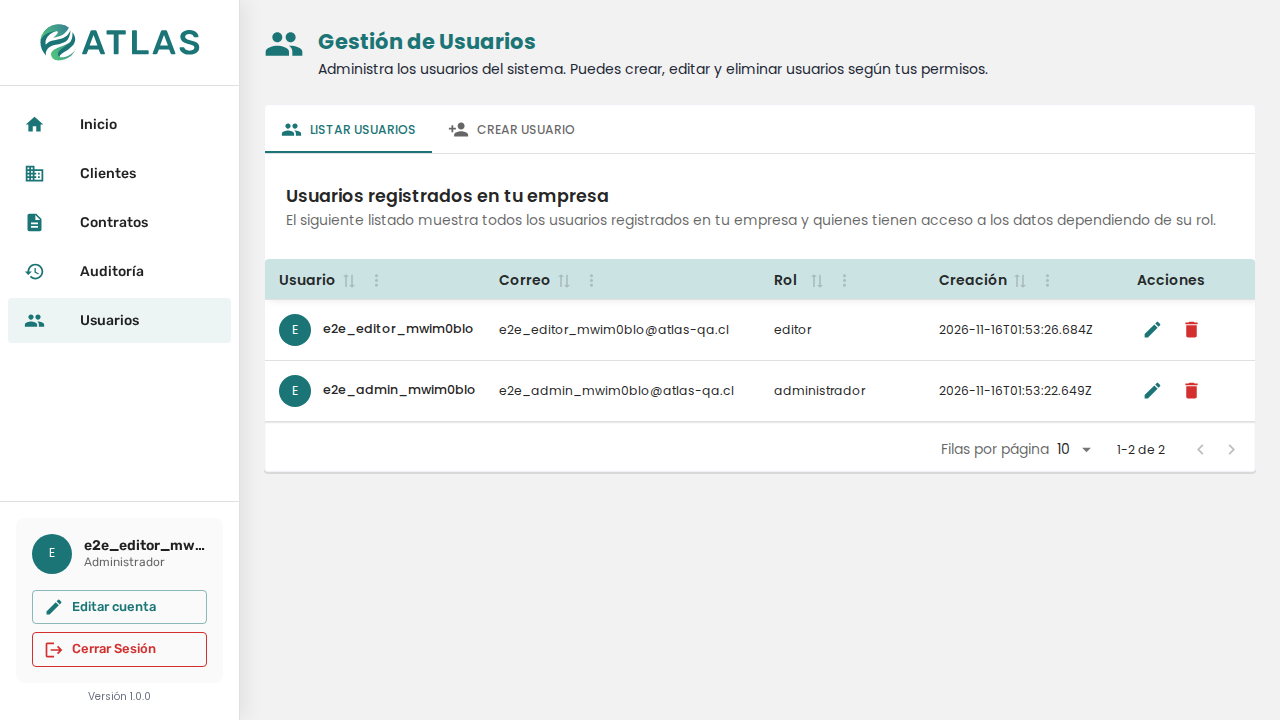 ATLAS
Inicio
Clientes
Contratos
Auditoría
Usuarios
E
e2e_editor_mw...
Administrador
Editar cuenta
Cerrar Sesión
Versión 1.0.0
Gestión de Usuarios
Administra los usuarios del sistema. Puedes crear, editar y eliminar usuarios según tus permisos.
LISTAR USUARIOS CREAR USUARIO
Usuarios registrados en tu empresa
El siguiente listado muestra todos los usuarios registrados en tu empresa y quienes tienen acceso a los datos dependiendo de su rol.
Usuario Correo Rol Creación Acciones
E e2e_editor_mwim0blo e2e_editor_mwim0blo@atlas-qa.cl editor 2026-11-16T01:53:26.684Z
E e2e_admin_mwim0blo e2e_admin_mwim0blo@atlas-qa.cl administrador 2026-11-16T01:53:22.649Z
Filas por página 10 1-2 de 2